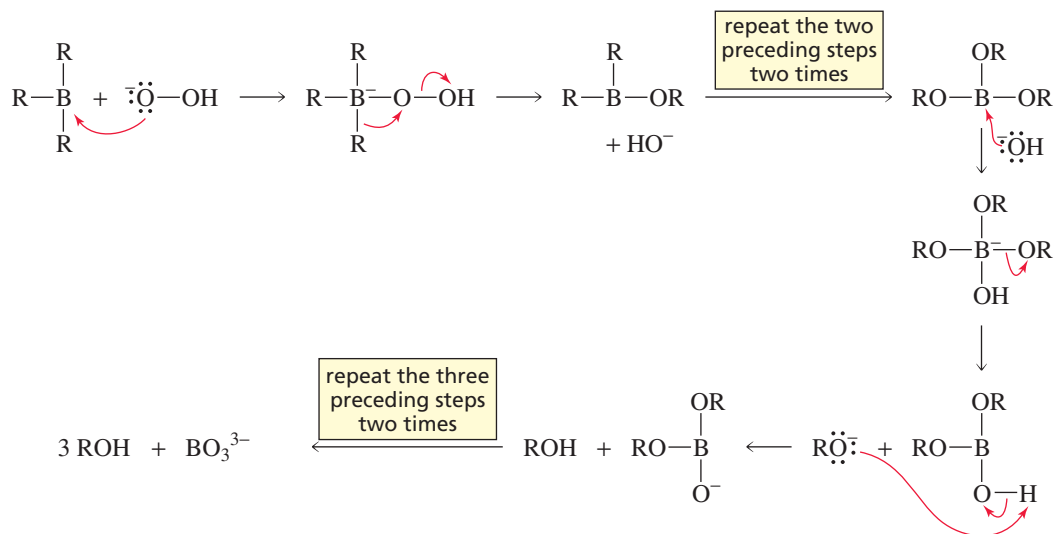 R
R—B + ⁻:Ö—OH
R
R
R—B⁻—O—OH
R
R
R—B—OR
+ HO⁻
repeat the two
preceding steps
two times
OR
RO—B—OR
⁻:ÖH
OR
RO—B⁻—OR
OH
OR
RO—B
O—H
+
RÖ:⁻
OR
ROH + RO—B
O⁻
repeat the three
preceding steps
two times
3 ROH + BO₃³⁻